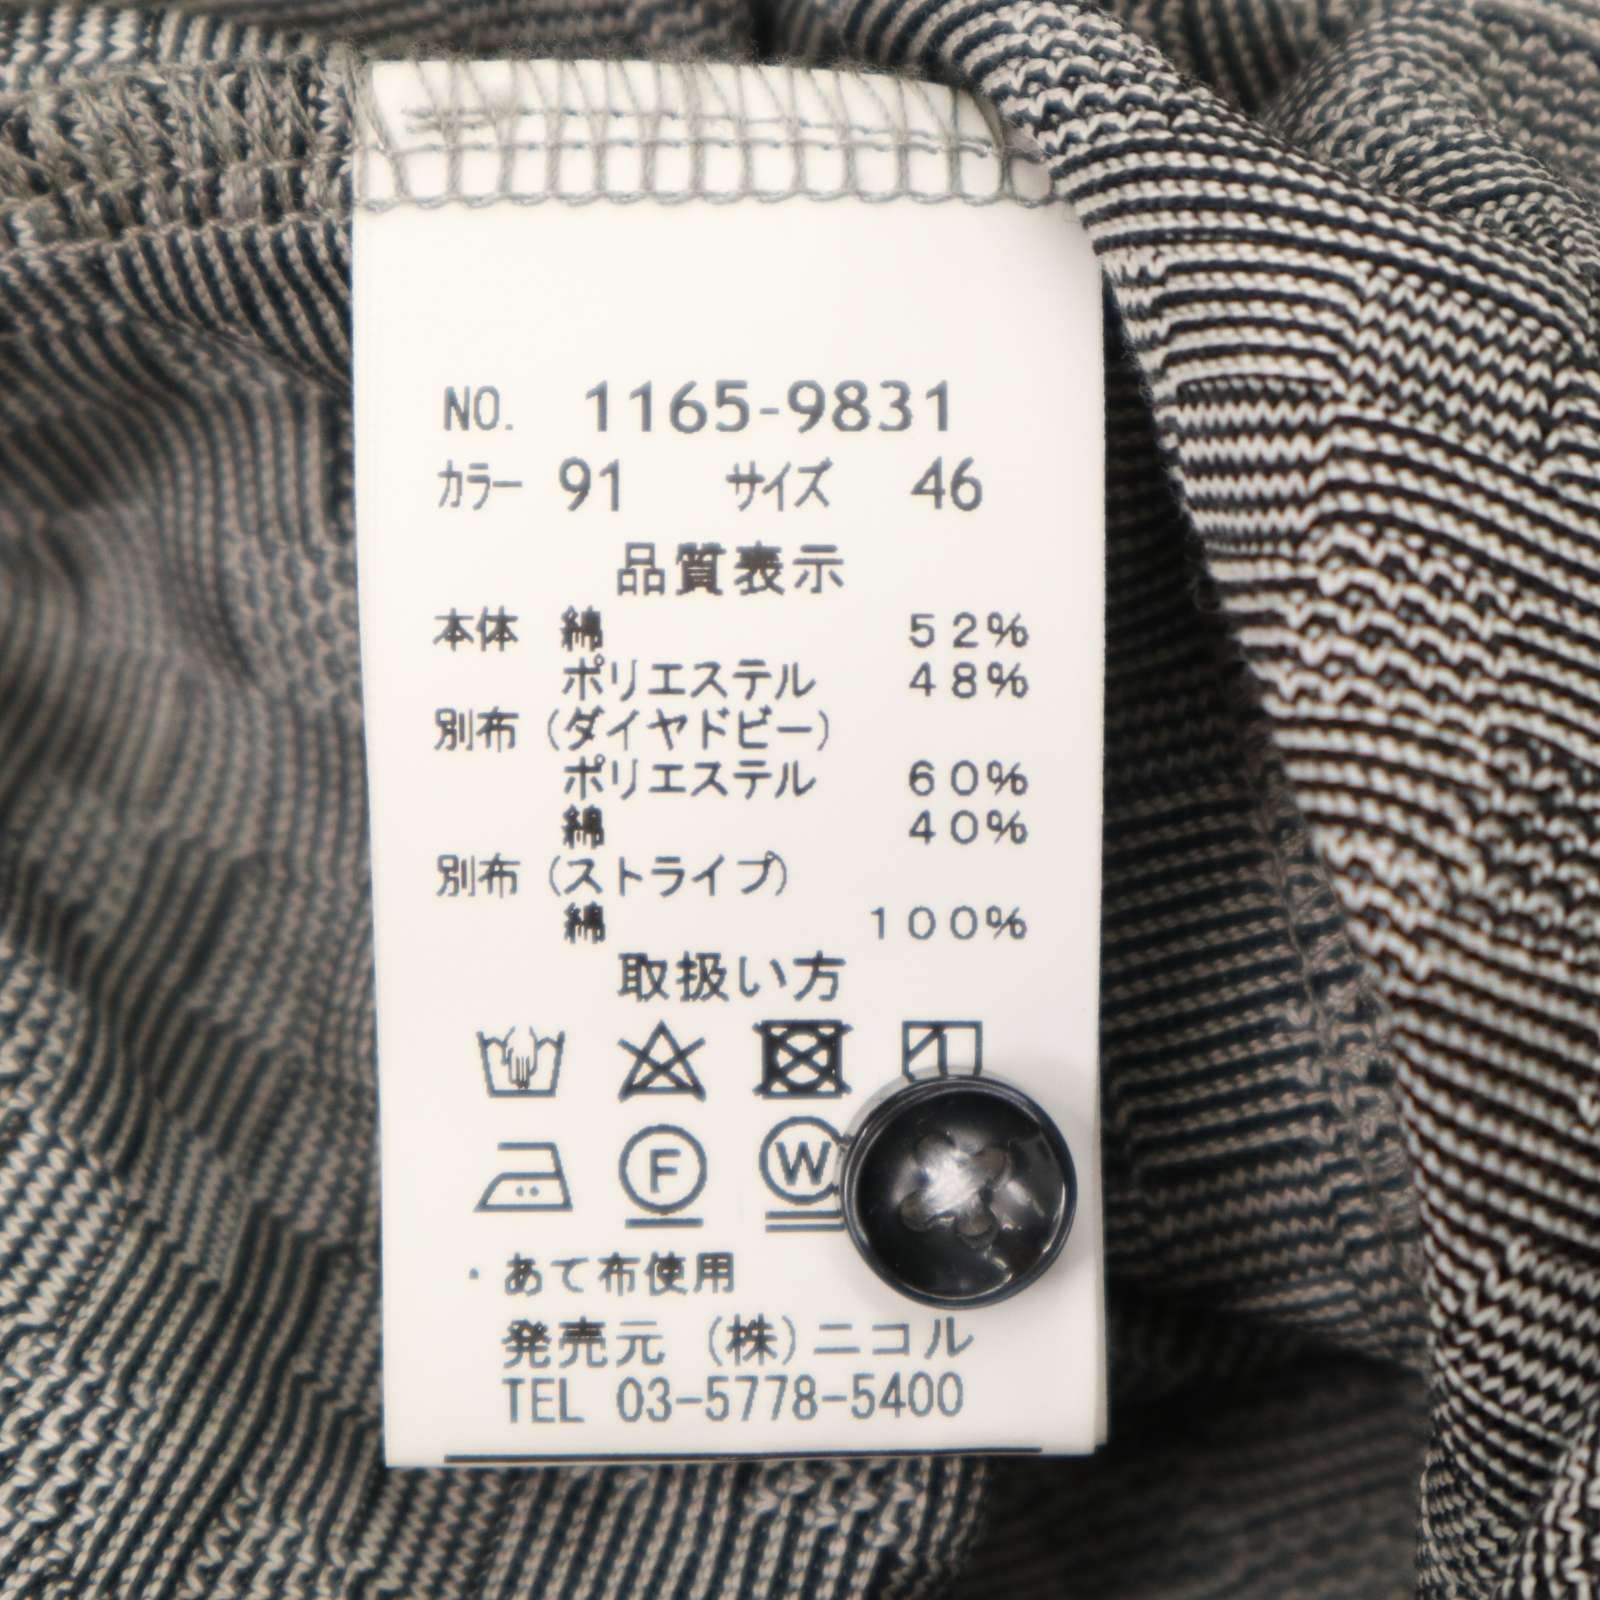 NO. 1165-9831
カラー 91 サイズ 46
品質表示
本体 綿 52%
ポリエステル 48%
別布(ダイヤドビー)
ポリエステル 60%
綿 40%
別布(ストライプ)
綿 100%
取扱い方
F W
・あて布使用
発売元 (株)ニコル
TEL 03-5778-5400